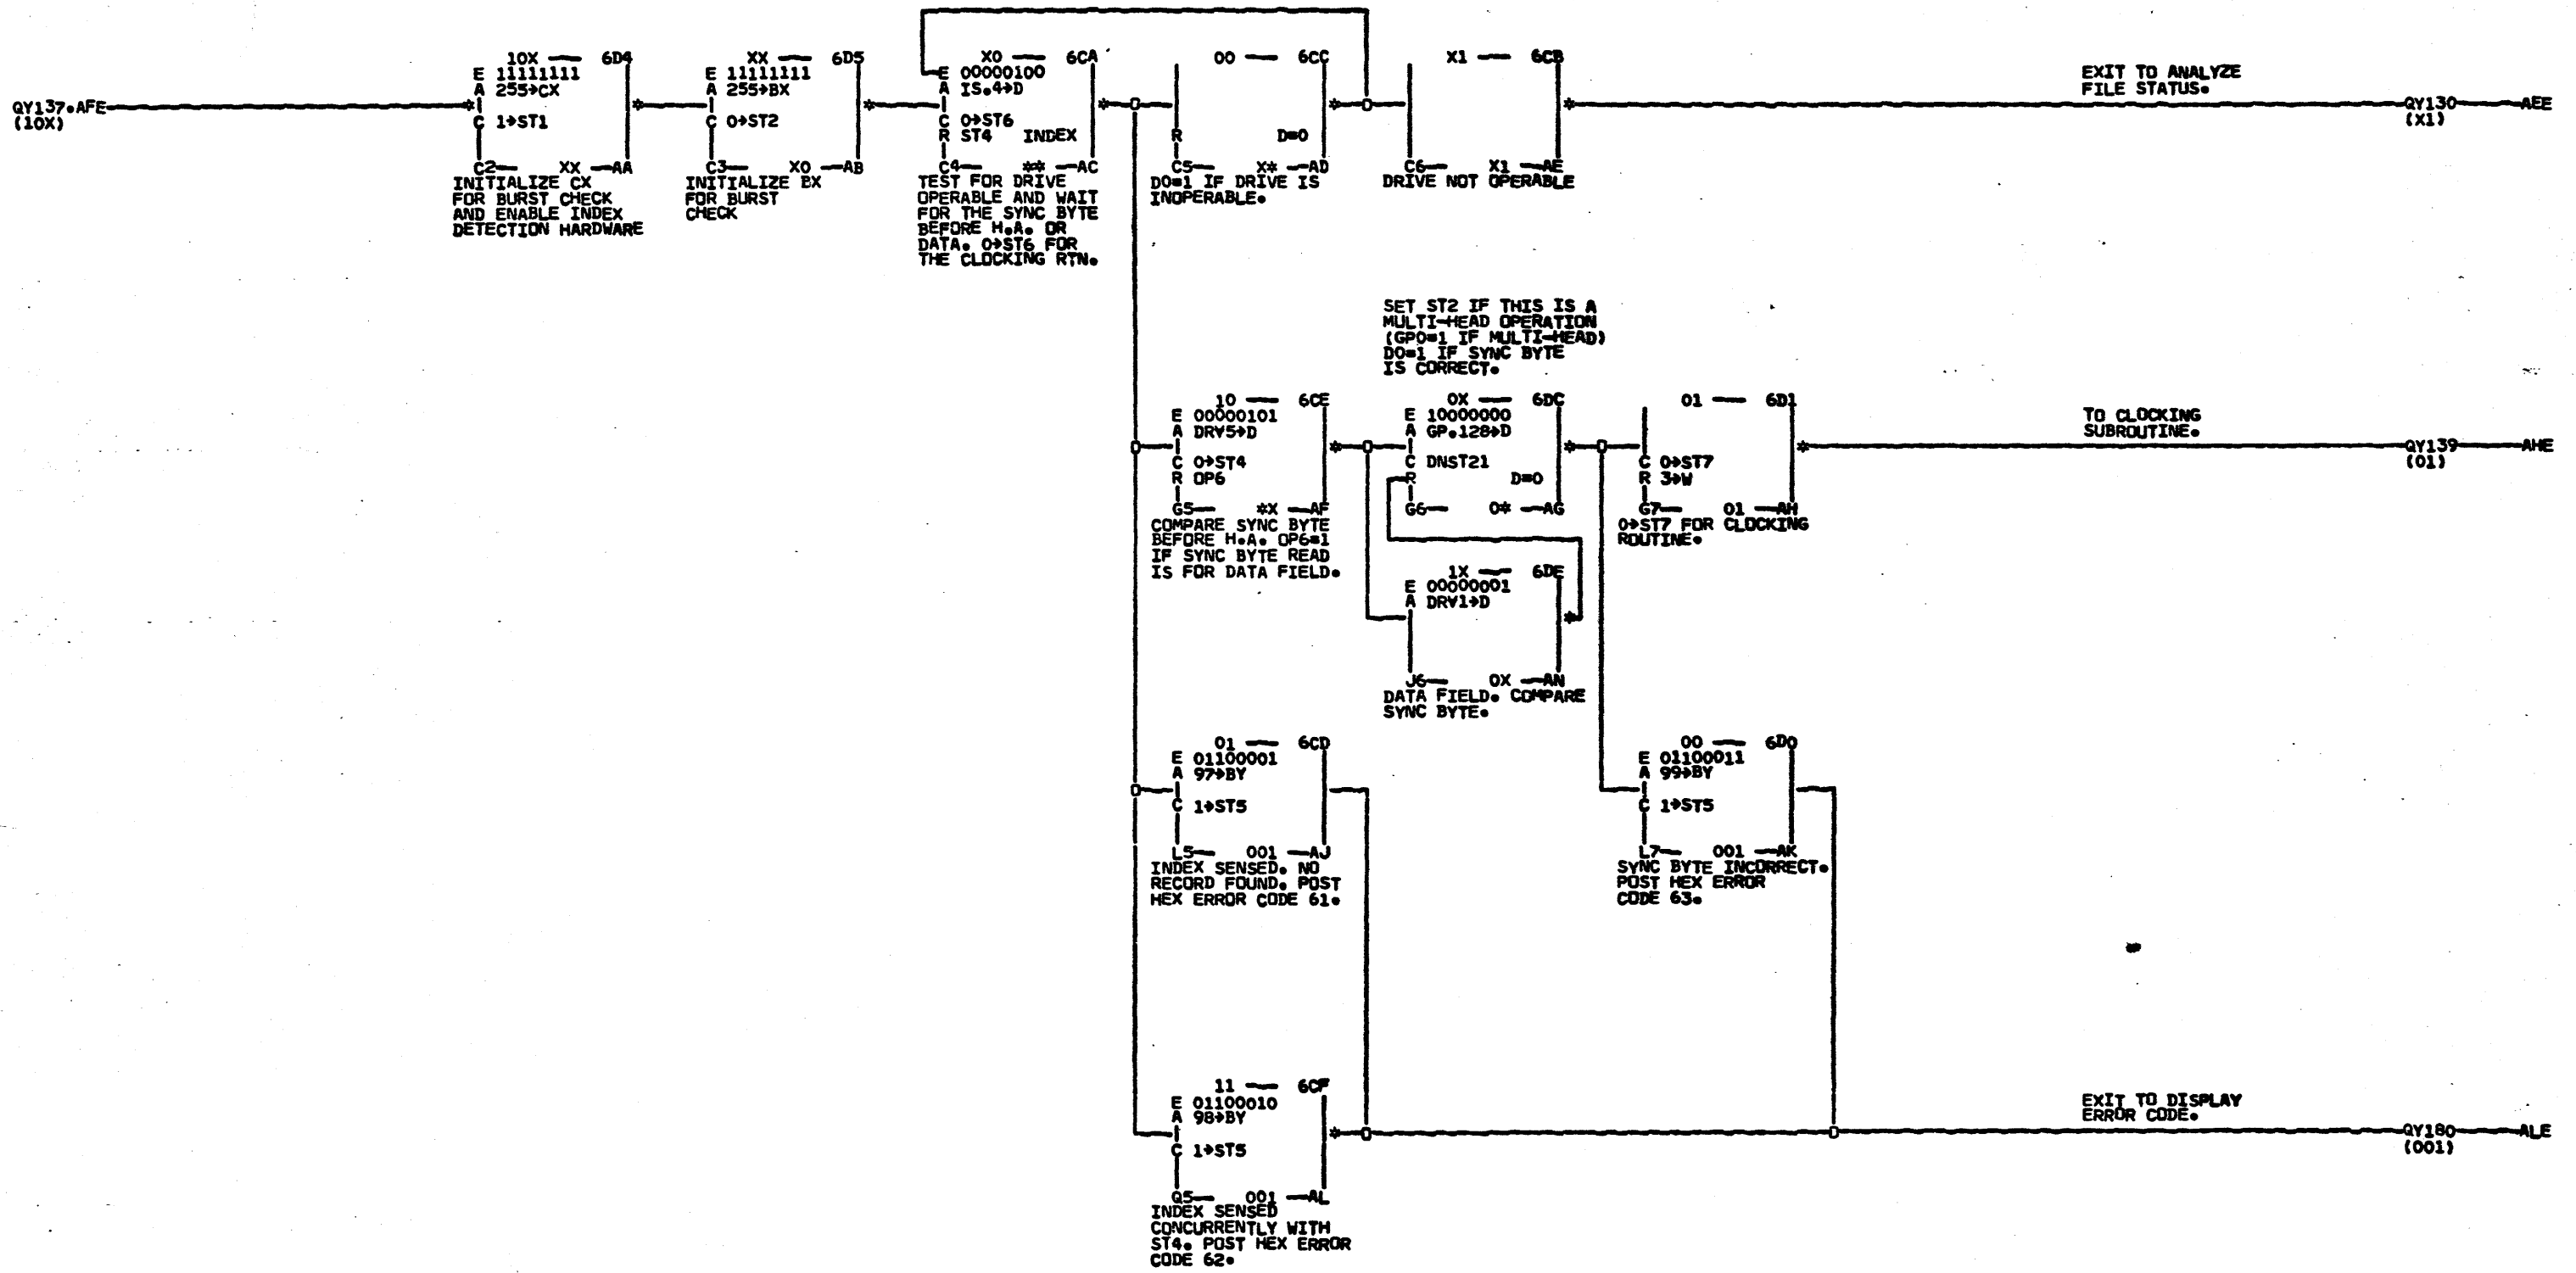 QY137.AFE
(10X)
10X — 6D4
E 11111111
A 255→CX
C 1→ST1
C2— XX —AA
INITIALIZE CX
FOR BURST CHECK
AND ENABLE INDEX
DETECTION HARDWARE
XX — 6D5
E 11111111
A 255→BX
C 0→ST2
C3— X0 —AB
INITIALIZE BX
FOR BURST
CHECK
X0 — 6CA
E 00000100
A IS.4→D
C 0→ST6
R ST4 INDEX
C4— ** —AC
TEST FOR DRIVE
OPERABLE AND WAIT
FOR THE SYNC BYTE
BEFORE H.A. OR
DATA. 0→ST6 FOR
THE CLOCKING RTN.
00 — 6CC
R D=0
C5— X* —AD
D0=1 IF DRIVE IS
INOPERABLE.
X1 — 6CB
C6— X1 —AE
DRIVE NOT OPERABLE
EXIT TO ANALYZE
FILE STATUS.
QY130 —AEE
(X1)
10 — 6CE
E 00000101
A DR∀5→D
C 0→ST4
R OP6
G5— *X —AF
COMPARE SYNC BYTE
BEFORE H.A. OP6=1
IF SYNC BYTE READ
IS FOR DATA FIELD.
SET ST2 IF THIS IS A
MULTI-HEAD OPERATION
(GP0=1 IF MULTI-HEAD)
D0=1 IF SYNC BYTE
IS CORRECT.
0X — 6DC
E 10000000
A GP.128→D
C DNST21
R D=0
G6— 0* —AG
01 — 6D1
C 0→ST7
R 3→W
G7— 01 —AH
0→ST7 FOR CLOCKING
ROUTINE.
TO CLOCKING
SUBROUTINE.
QY139 —AHE
(01)
1X — 6DE
E 00000001
A DR∀1→D
J6— 0X —AN
DATA FIELD. COMPARE
SYNC BYTE.
01 — 6CD
E 01100001
A 97→BY
C 1→ST5
L5— 001 —AJ
INDEX SENSED. NO
RECORD FOUND. POST
HEX ERROR CODE 61.
00 — 6D0
E 01100011
A 99→BY
C 1→ST5
L7— 001 —AK
SYNC BYTE INCORRECT.
POST HEX ERROR
CODE 63.
11 — 6CF
E 01100010
A 98→BY
C 1→ST5
Q5— 001 —AL
INDEX SENSED
CONCURRENTLY WITH
ST4. POST HEX ERROR
CODE 62.
EXIT TO DISPLAY
ERROR CODE.
QY180 —ALE
(001)